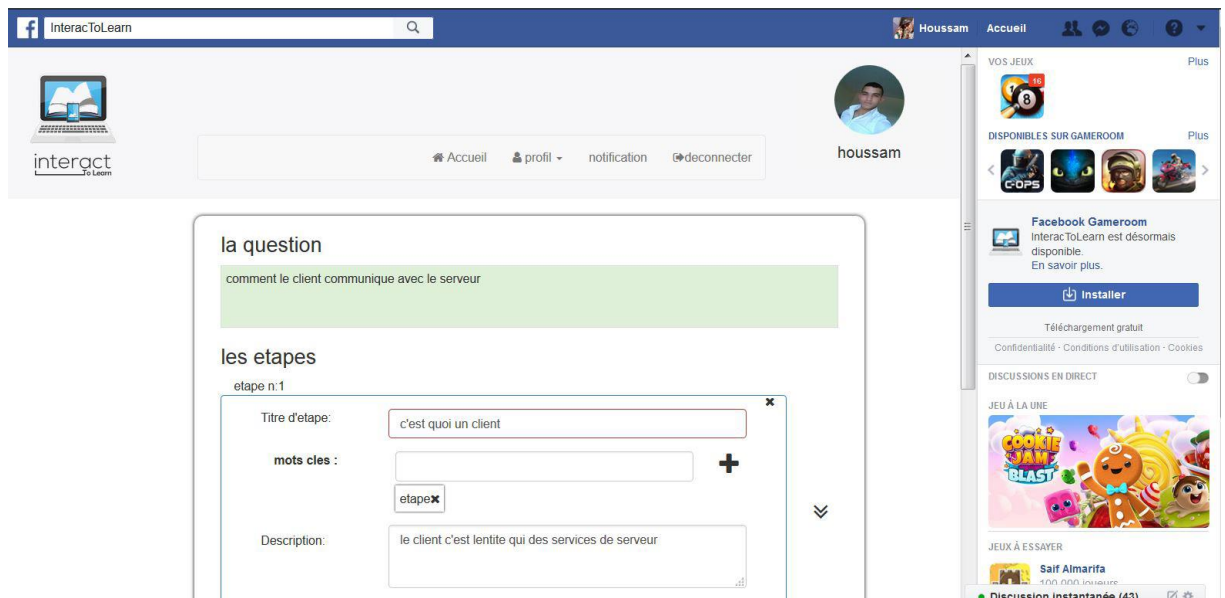 InteracToLearn
Houssam Accueil
interact
To Learn
Accueil profil notification deconnecter
houssam
la question
comment le client communique avec le serveur
les etapes
etape n:1
Titre d'etape: c'est quoi un client
mots cles :
etape
Description: le client c'est lentite qui des services de serveur
VOS JEUX Plus
16
8
DISPONIBLES SUR GAMEROOM Plus
C-OPS
Facebook Gameroom
InteracToLearn est désormais
disponible.
En savoir plus.
Installer
Téléchargement gratuit
Confidentialité - Conditions d'utilisation - Cookies
DISCUSSIONS EN DIRECT
JEU À LA UNE
COOKIE
JAM
BLAST
JEUX À ESSAYER
Saif Almarifa
100 000 joueurs
Discussion instantanée (43)